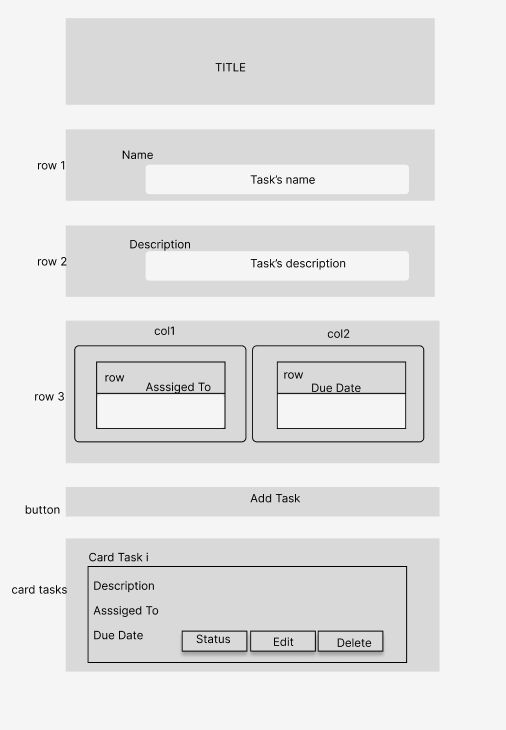 TITLE
Name
row 1
Task's name
Description
row 2
Task's description
col1
col2
row
row
Asssiged To
Due Date
row 3
Add Task
button
Card Task i
card tasks
Description
Asssiged To
Due Date
Status
Edit
Delete